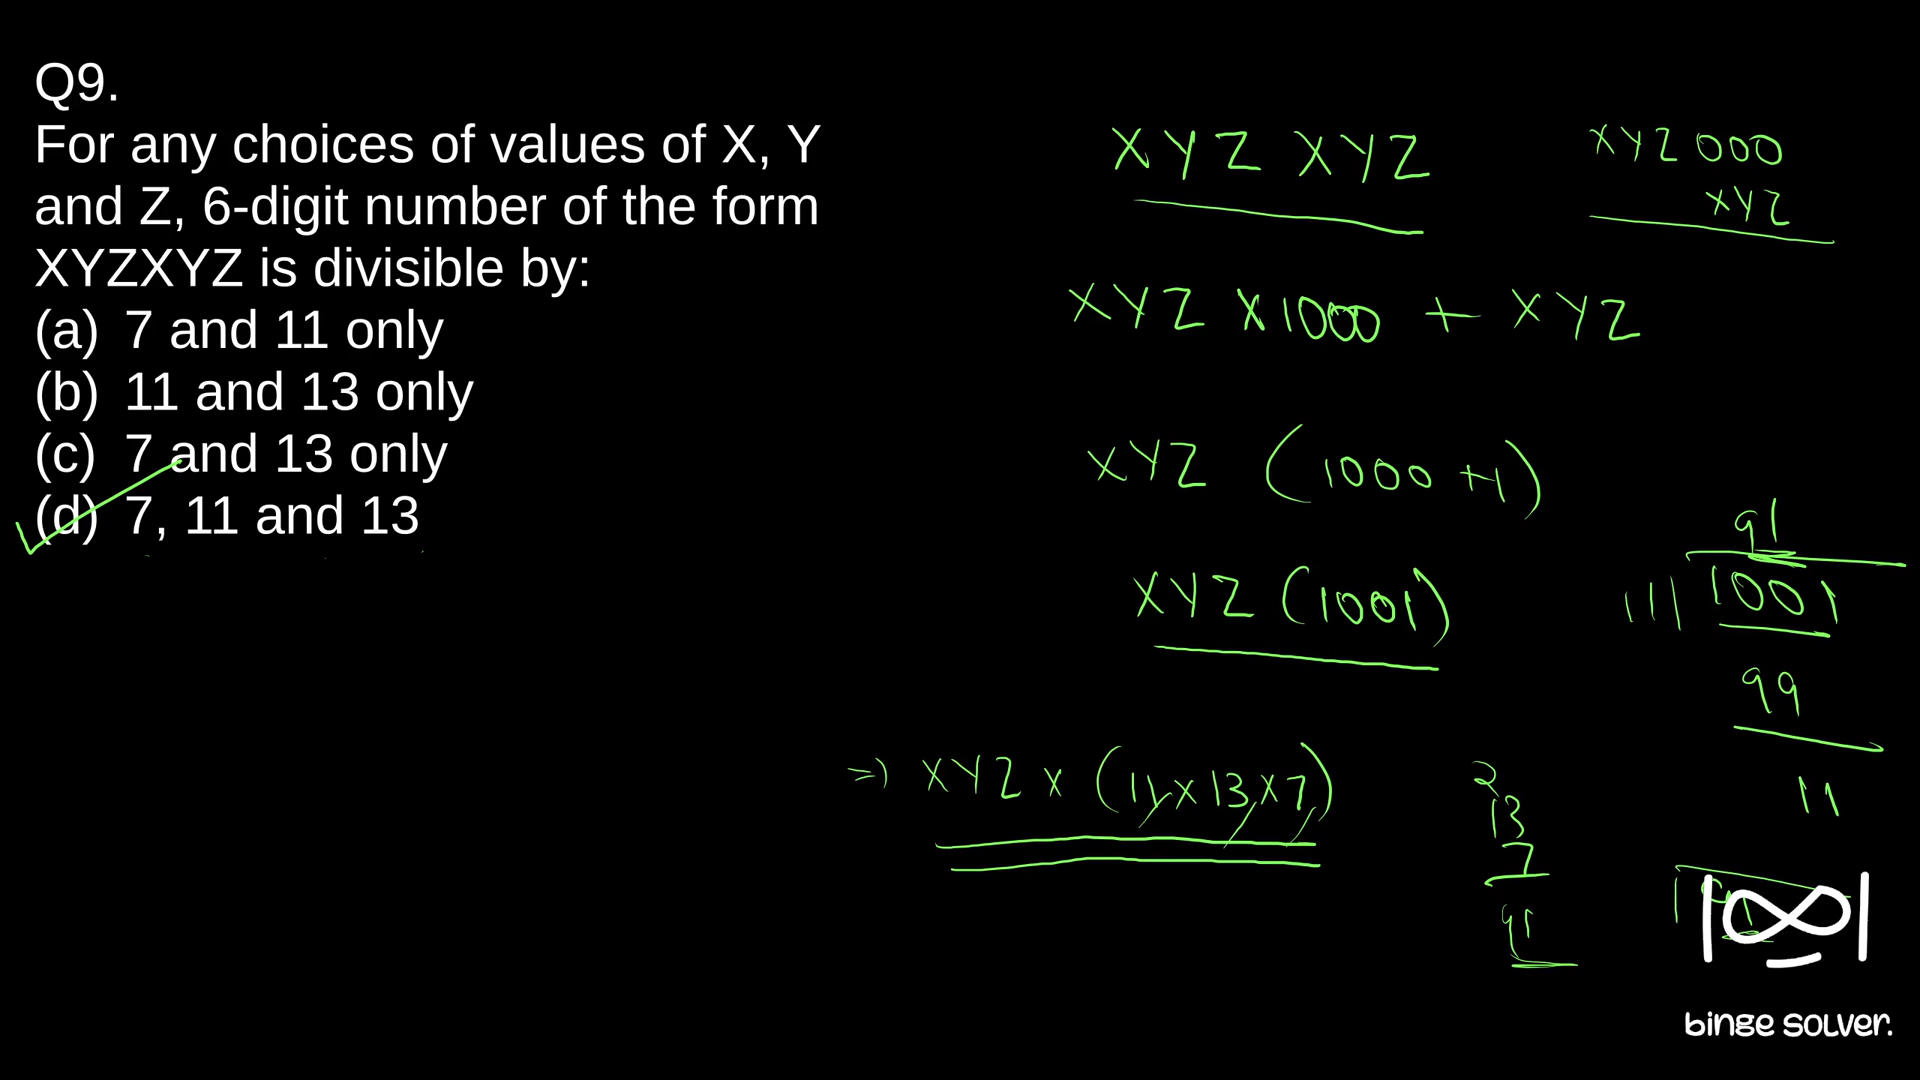 Q9.
For any choices of values of X, Y
and Z, 6-digit number of the form
XYZXYZ is divisible by:
(a) 7 and 11 only
(b) 11 and 13 only
(c) 7 and 13 only
(d) 7, 11 and 13
XYZ XYZ
XYZ000
XYZ
XYZ X1000 + XYZ
XYZ (1000 +1)
XYZ (1001)
91
11) 1001
99
11
=) XYZ x (11 x 13 x 7)
2
13
7
91
binge solver.